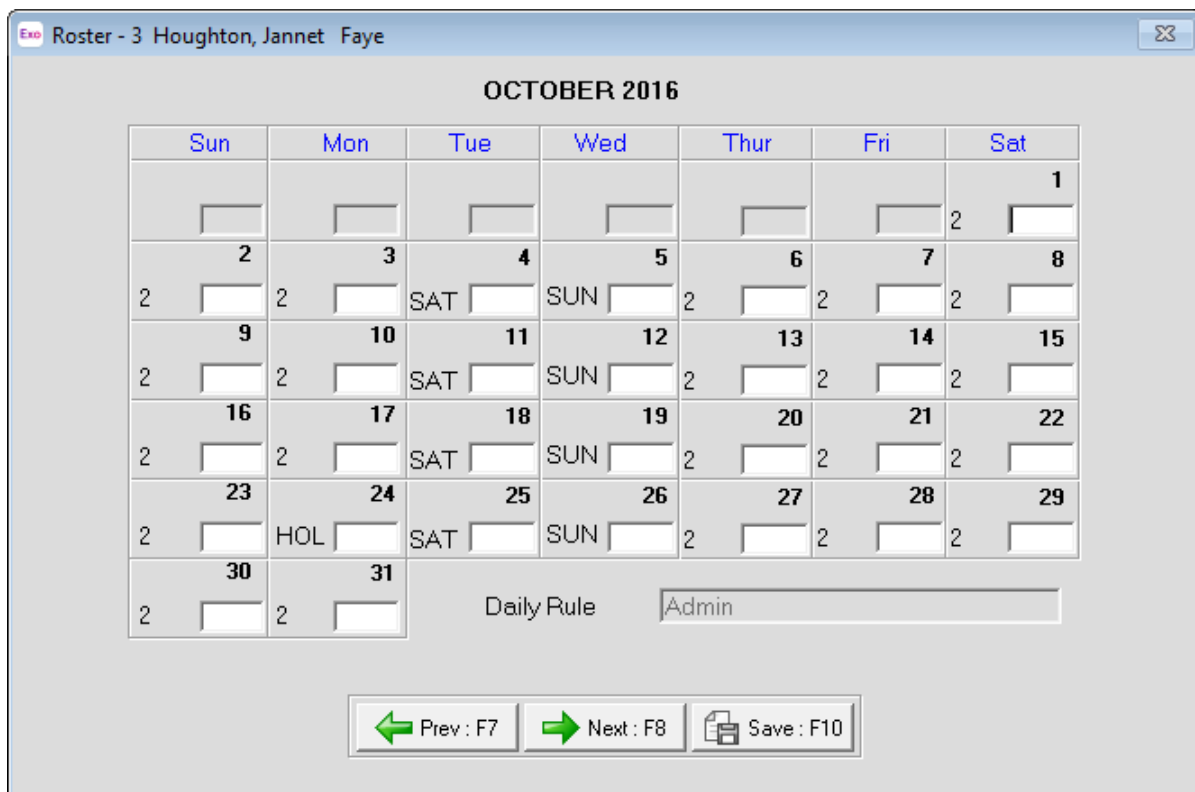 Exo Roster - 3 Houghton, Jannet Faye
OCTOBER 2016
Sun Mon Tue Wed Thur Fri Sat
1
2
2 3 4 5 6 7 8
2 2 SAT SUN 2 2 2
9 10 11 12 13 14 15
2 2 SAT SUN 2 2 2
16 17 18 19 20 21 22
2 2 SAT SUN 2 2 2
23 24 25 26 27 28 29
2 HOL SAT SUN 2 2 2
30 31
2 2
Daily Rule Admin
Prev : F7 Next : F8 Save : F10